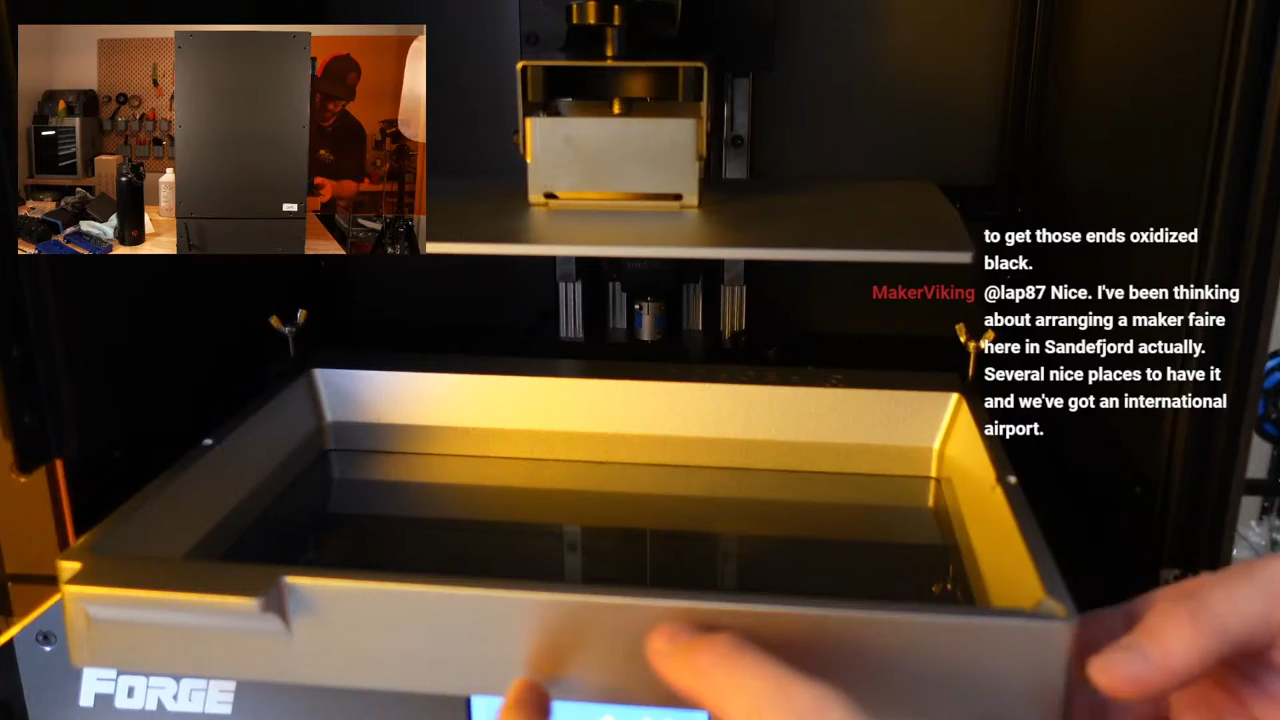 to get those ends oxidized
black.
MakerViking @lap87 Nice. I've been thinking
about arranging a maker faire
here in Sandefjord actually.
Several nice places to have it
and we've got an international
airport.
FORGE